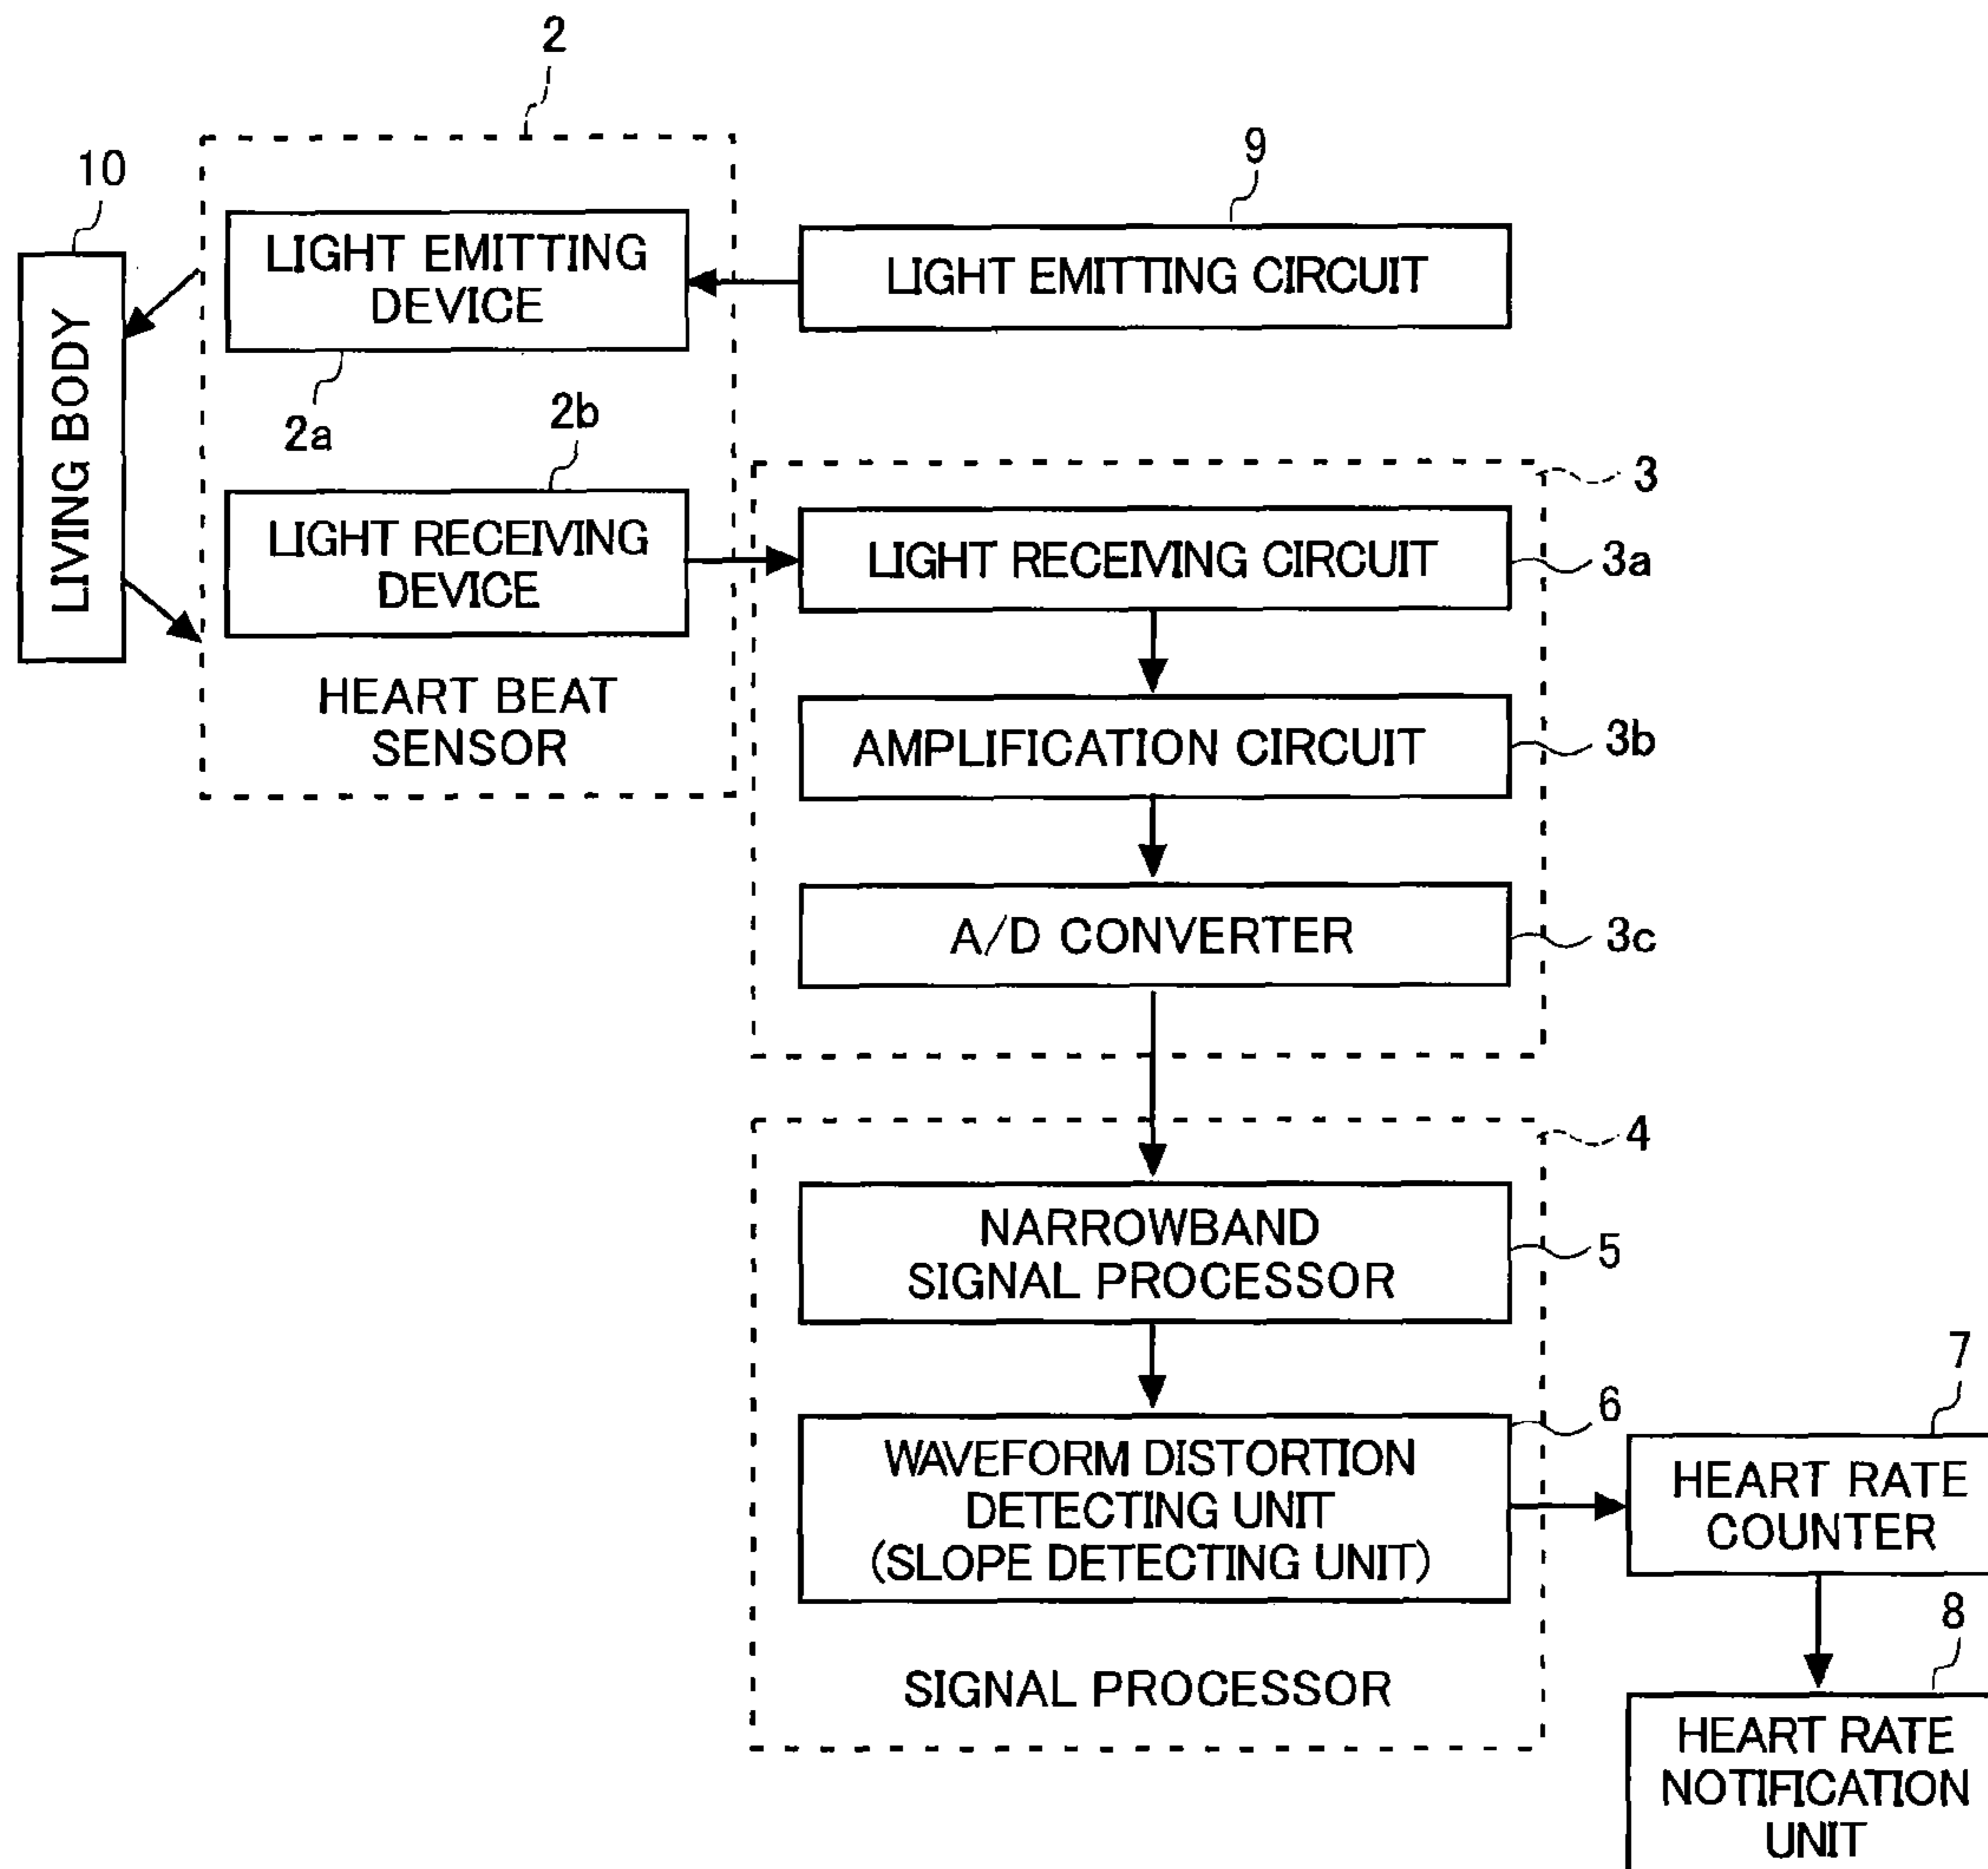 2
10
9
LIGHT EMITTING
DEVICE
LIGHT EMITTING CIRCUIT
2a
2b
LIVING BODY
3
LIGHT RECEIVING
DEVICE
LIGHT RECEIVING CIRCUIT
3a
HEART BEAT
SENSOR
AMPLIFICATION CIRCUIT
3b
A/D CONVERTER
3c
4
NARROWBAND
SIGNAL PROCESSOR
5
6
WAVEFORM DISTORTION
DETECTING UNIT
(SLOPE DETECTING UNIT)
7
HEART RATE
COUNTER
SIGNAL PROCESSOR
8
HEART RATE
NOTIFICATION
UNIT